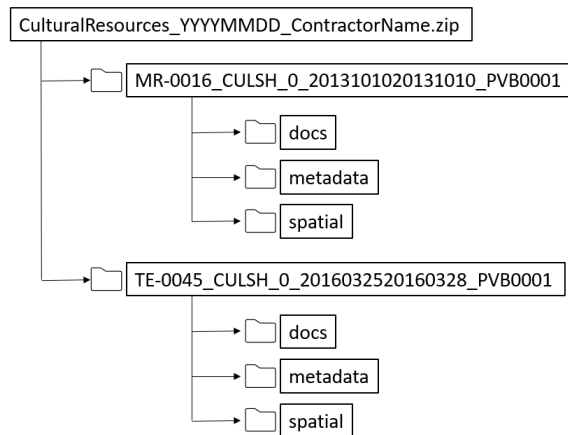 CulturalResources_YYYYMMDD_ContractorName.zip
MR-0016_CULSH_0_2013101020131010_PVB0001
docs
metadata
spatial
TE-0045_CULSH_0_2016032520160328_PVB0001
docs
metadata
spatial